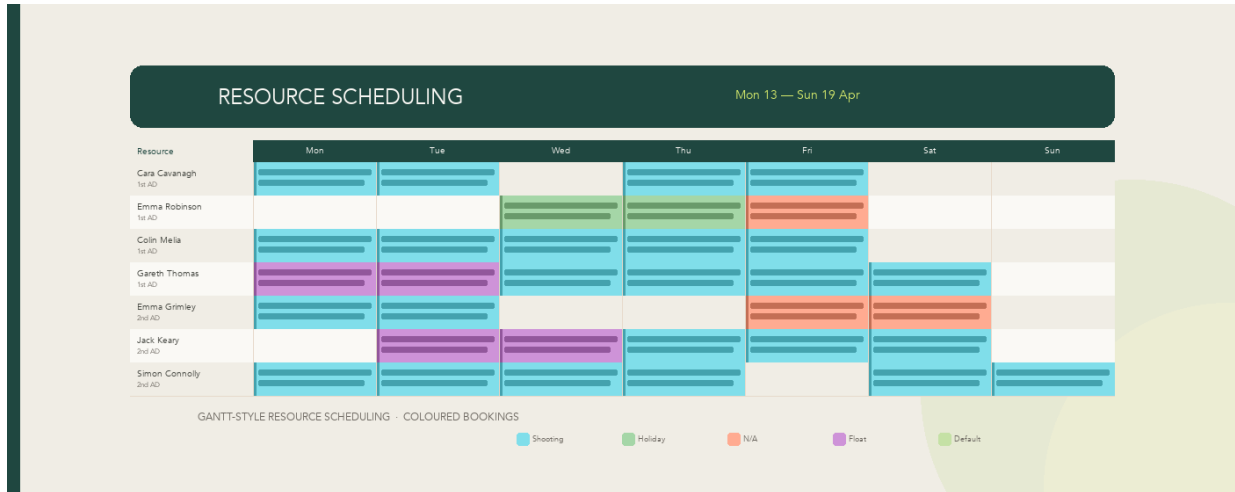 RESOURCE SCHEDULING
Mon 13 — Sun 19 Apr
Resource Mon Tue Wed Thu Fri Sat Sun
Cara Cavanagh
1st AD
Emma Robinson
1st AD
Colin Melia
1st AD
Gareth Thomas
1st AD
Emma Grimley
2nd AD
Jack Keary
2nd AD
Simon Connolly
2nd AD
GANTT-STYLE RESOURCE SCHEDULING · COLOURED BOOKINGS
Shooting Holiday N/A Float Default